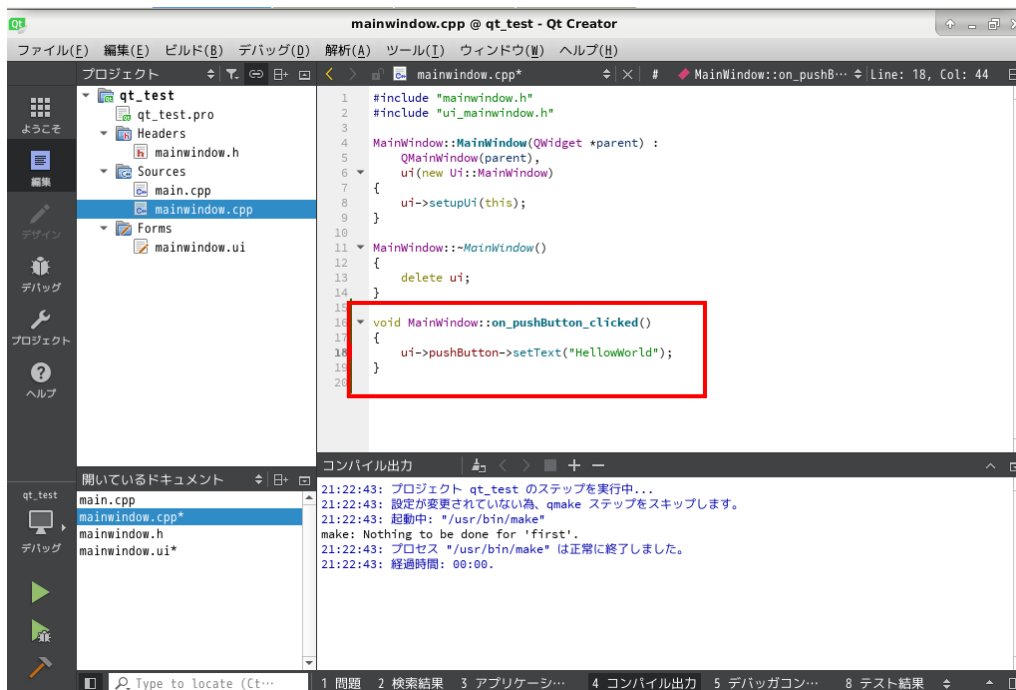 Qt
mainwindow.cpp @ qt_test - Qt Creator
ファイル(F) 編集(E) ビルド(B) デバッグ(D) 解析(A) ツール(T) ウィンドウ(W) ヘルプ(H)
プロジェクト
mainwindow.cpp*
# MainWindow::on_pushB… Line: 18, Col: 44
ようこそ
編集
デザイン
デバッグ
プロジェクト
ヘルプ
qt_test
qt_test.pro
Headers
mainwindow.h
Sources
main.cpp
mainwindow.cpp
Forms
mainwindow.ui
1 #include "mainwindow.h"
2 #include "ui_mainwindow.h"
3
4 MainWindow::MainWindow(QWidget *parent) :
5 QMainWindow(parent),
6 ui(new Ui::MainWindow)
7 {
8 ui->setupUi(this);
9 }
10
11 MainWindow::~MainWindow()
12 {
13 delete ui;
14 }
15
16 void MainWindow::on_pushButton_clicked()
17 {
18 ui->pushButton->setText("HellowWorld");
19 }
20
開いているドキュメント
main.cpp
mainwindow.cpp*
mainwindow.h
mainwindow.ui*
qt_test
デバッグ
コンパイル出力
21:22:43: プロジェクト qt_test のステップを実行中...
21:22:43: 設定が変更されていない為、qmake ステップをスキップします。
21:22:43: 起動中: "/usr/bin/make"
make: Nothing to be done for 'first'.
21:22:43: プロセス "/usr/bin/make" は正常に終了しました。
21:22:43: 経過時間: 00:00.
Type to locate (Ct…
1 問題 2 検索結果 3 アプリケーシ… 4 コンパイル出力 5 デバッガコン… 8 テスト結果